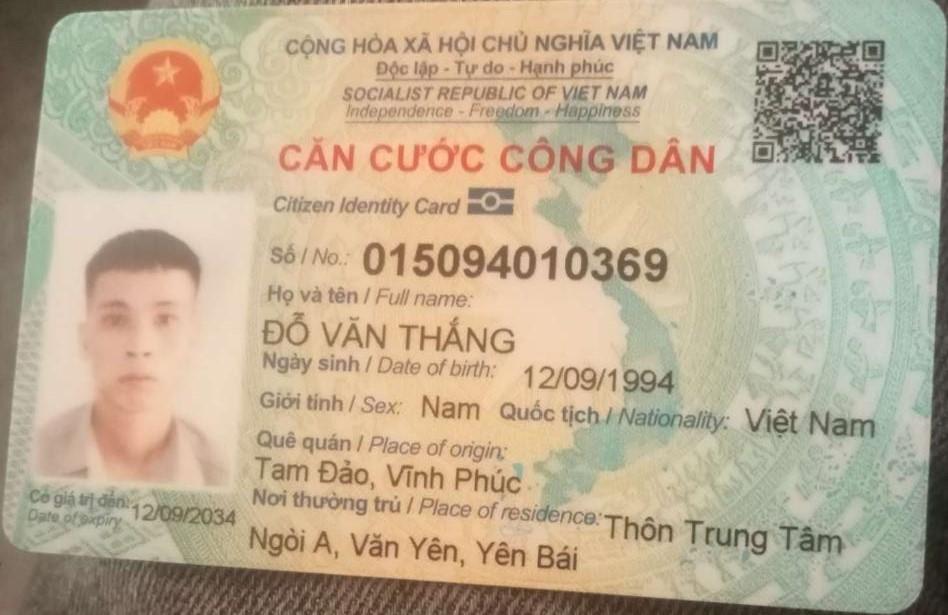 CỘNG HÒA XÃ HỘI CHỦ NGHĨA VIỆT NAM
Độc lập - Tự do - Hạnh phúc
SOCIALIST REPUBLIC OF VIET NAM
Independence - Freedom - Happiness
CĂN CƯỚC CÔNG DÂN
Citizen Identity Card
Số / No.: 015094010369
Họ và tên / Full name:
ĐỖ VĂN THẮNG
Ngày sinh / Date of birth: 12/09/1994
Giới tính / Sex: Nam Quốc tịch / Nationality: Việt Nam
Quê quán / Place of origin:
Tam Đảo, Vĩnh Phúc
Nơi thường trú / Place of residence: Thôn Trung Tâm
Ngòi A, Văn Yên, Yên Bái
Có giá trị đến: 12/09/2034
Date of expiry